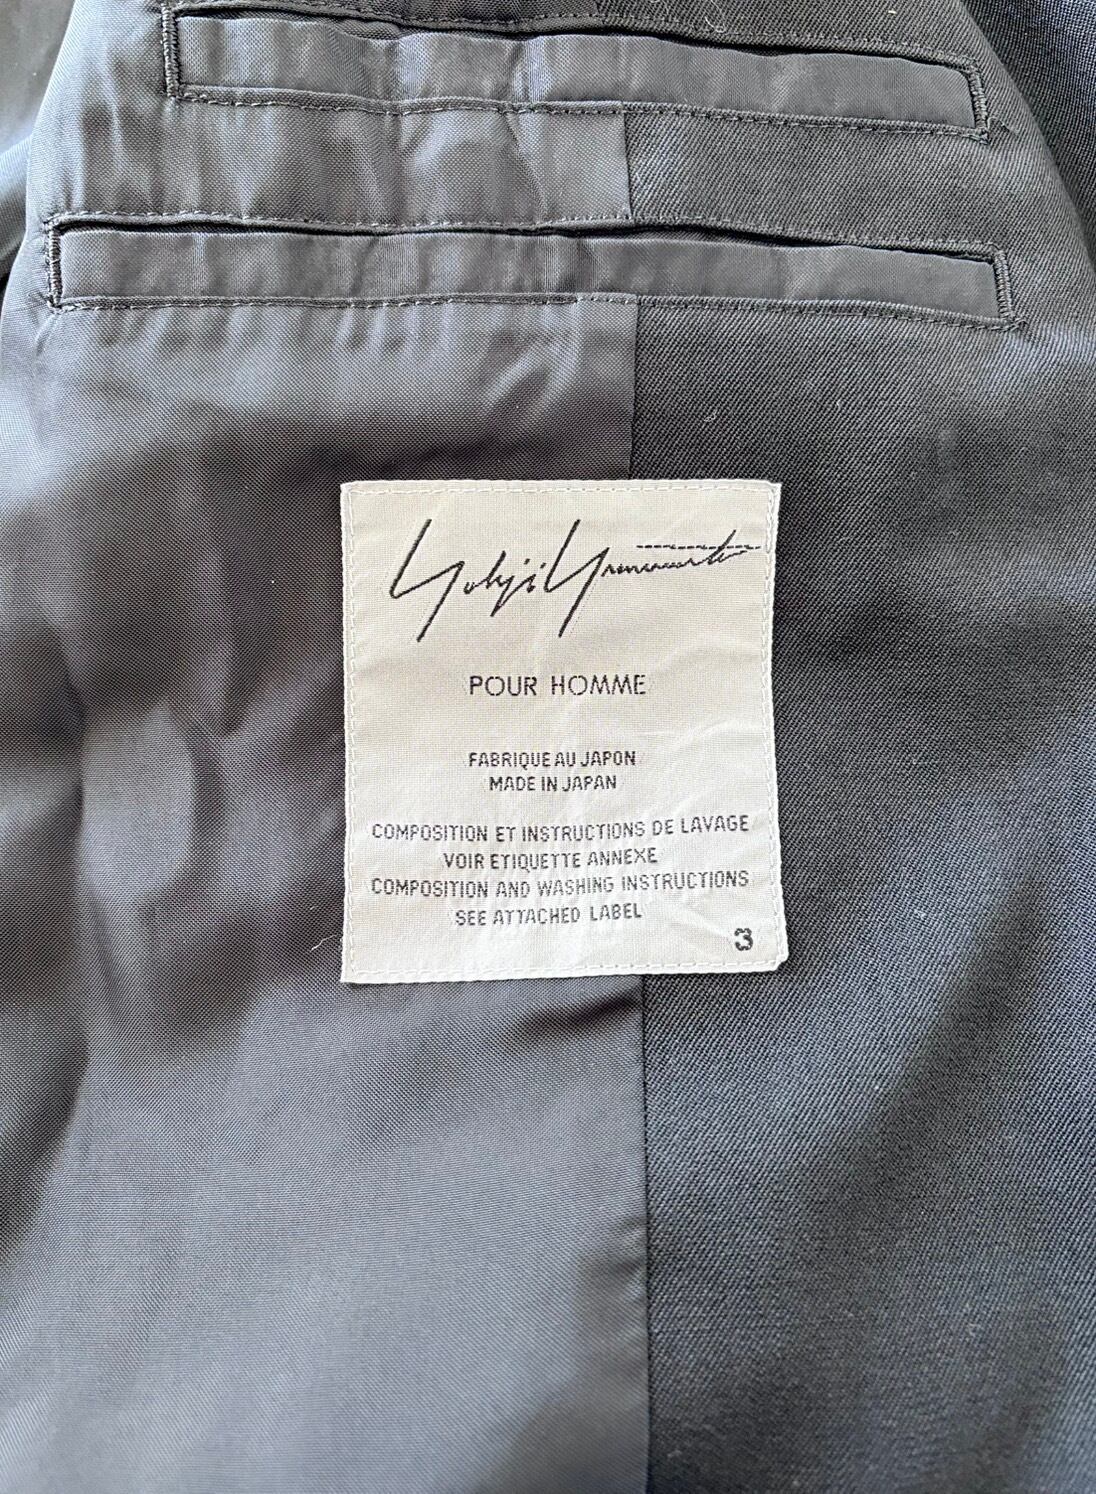 Yohji Yamamoto
POUR HOMME
FABRIQUE AU JAPON
MADE IN JAPAN
COMPOSITION ET INSTRUCTIONS DE LAVAGE
VOIR ETIQUETTE ANNEXE
COMPOSITION AND WASHING INSTRUCTIONS
SEE ATTACHED LABEL
3